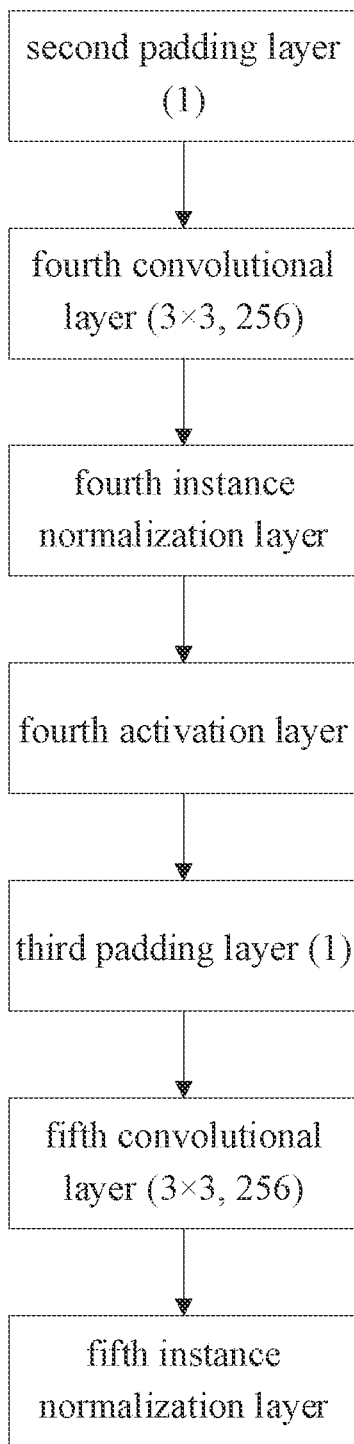 second padding layer
(1)
fourth convolutional
layer (3×3, 256)
fourth instance
normalization layer
fourth activation layer
third padding layer (1)
fifth convolutional
layer (3×3, 256)
fifth instance
normalization layer